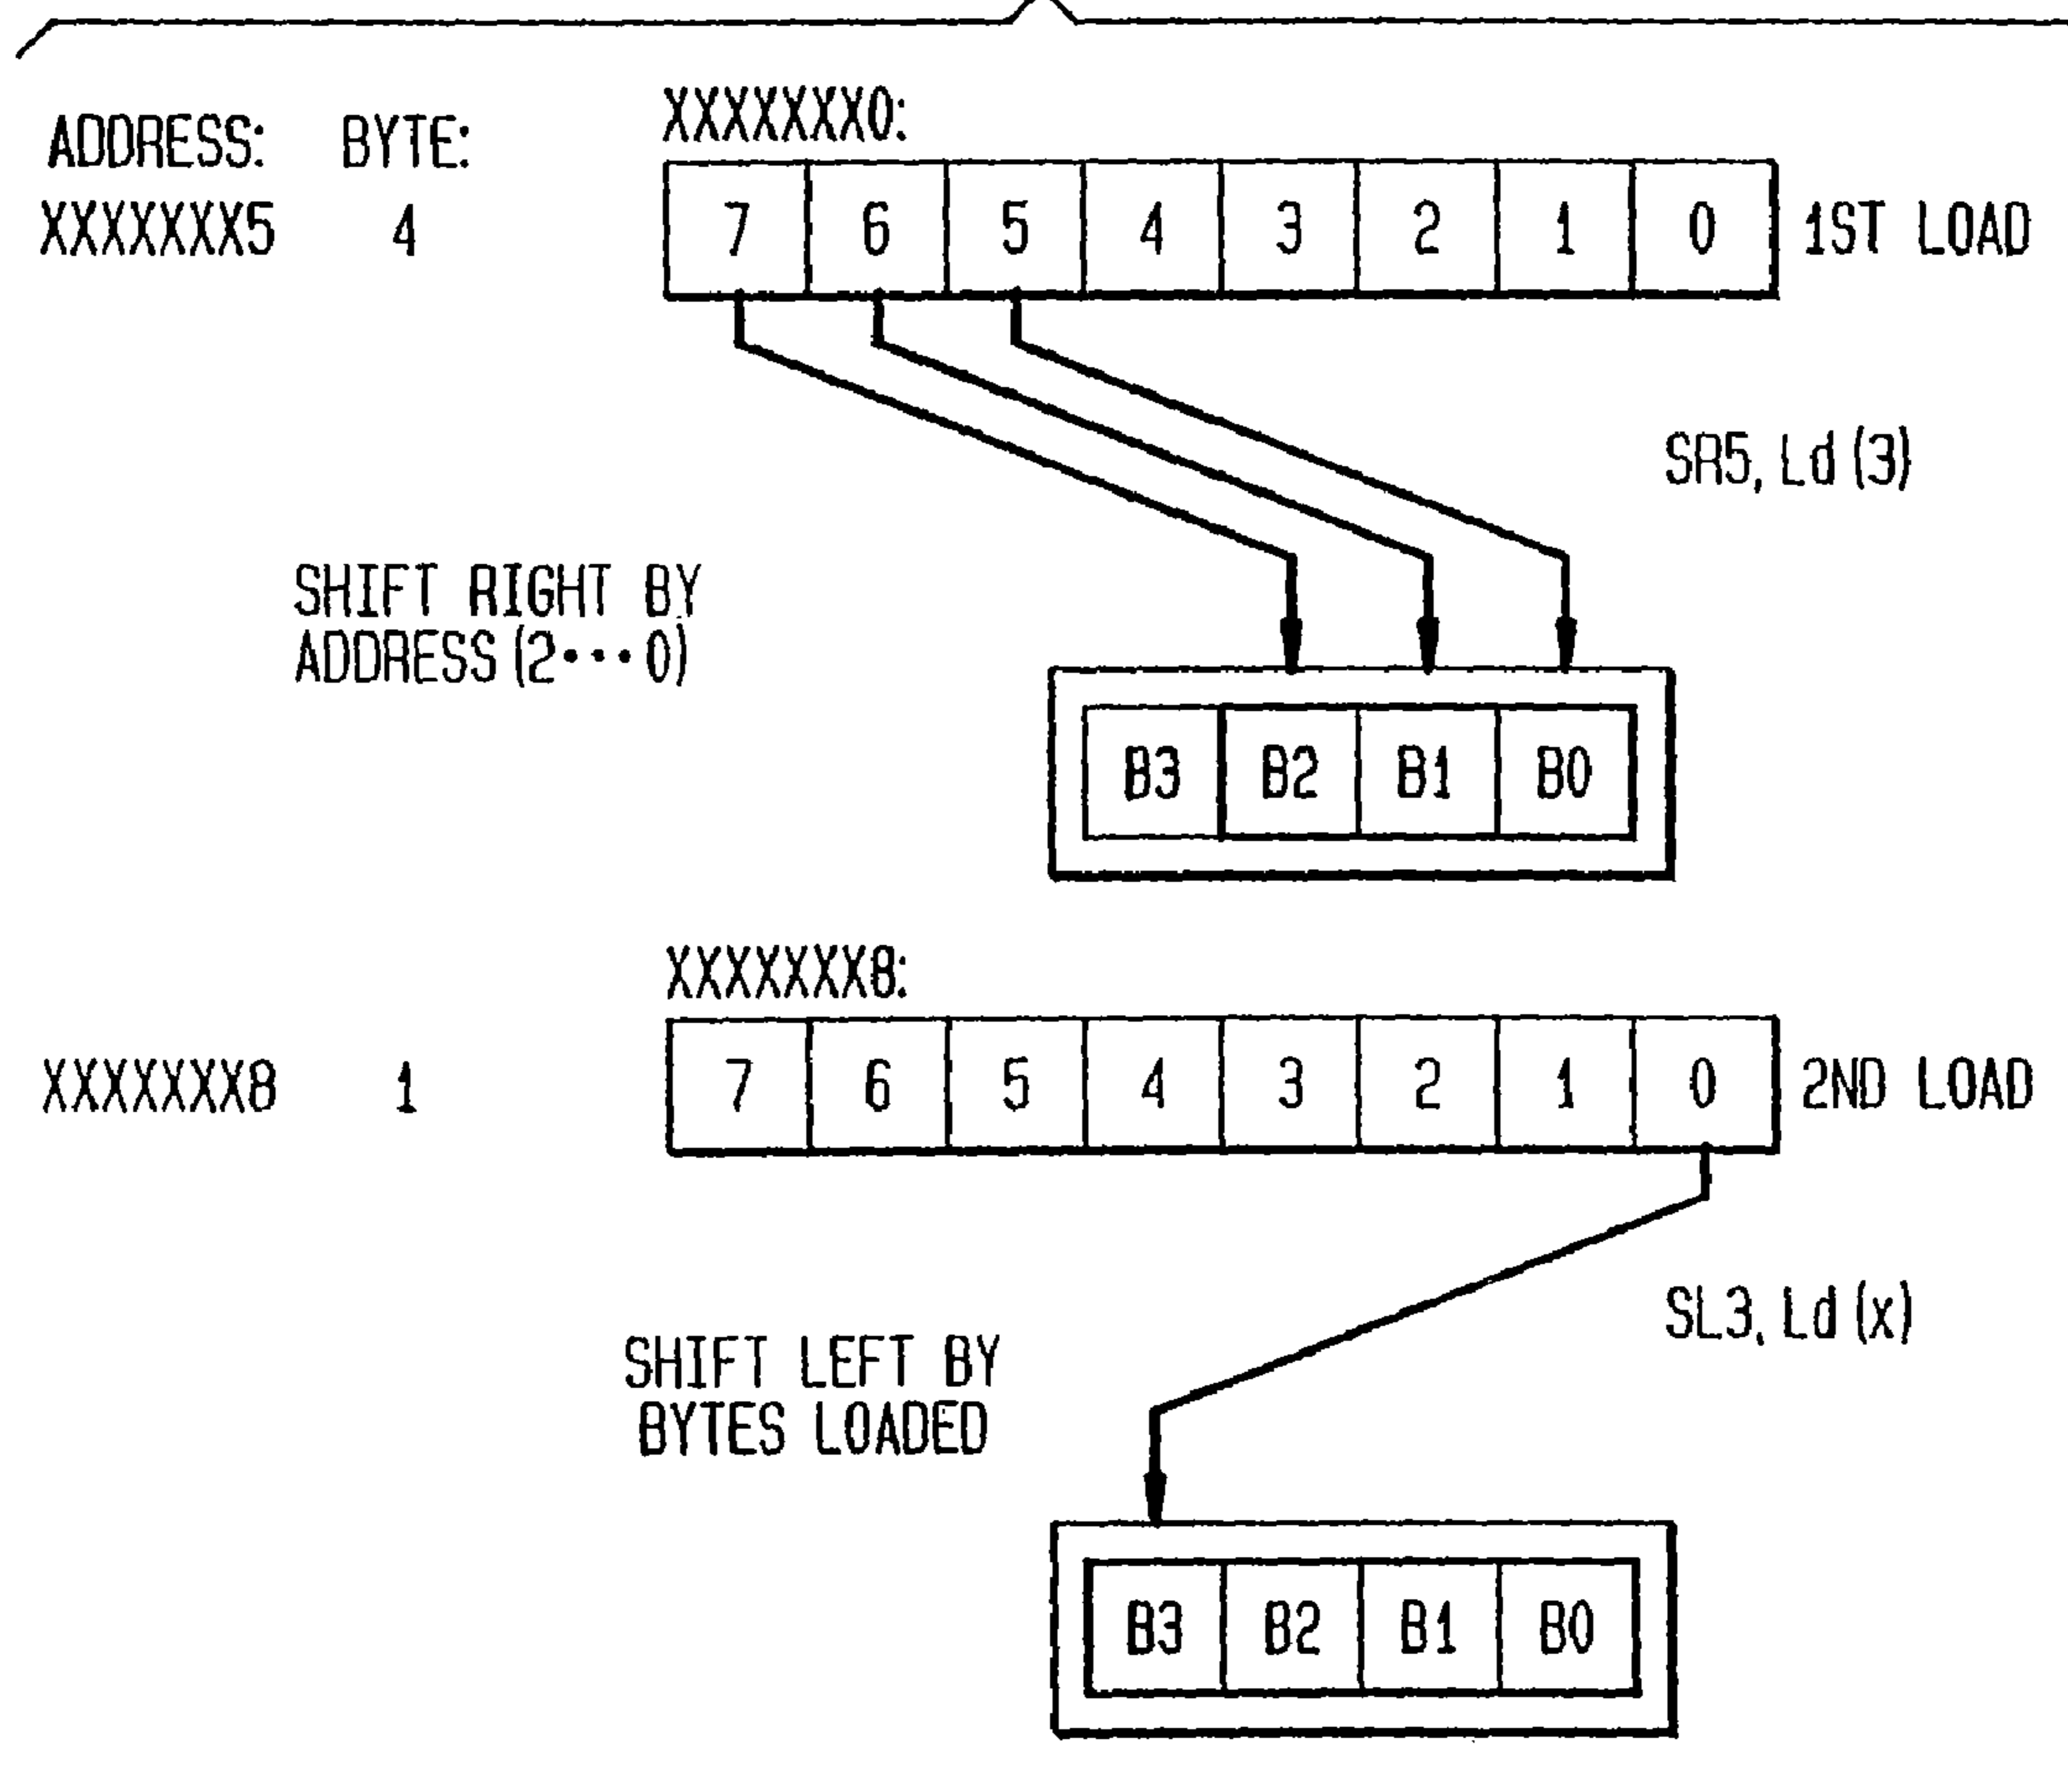 XXXXXXX0:
ADDRESS: BYTE:
XXXXXXX5 4 7 6 5 4 3 2 1 0 1ST LOAD
SR5, Ld (3)
SHIFT RIGHT BY
ADDRESS (2•••0)
B3 B2 B1 B0
XXXXXXX8:
XXXXXXX8 1 7 6 5 4 3 2 1 0 2ND LOAD
SL3, Ld (x)
SHIFT LEFT BY
BYTES LOADED
B3 B2 B1 B0